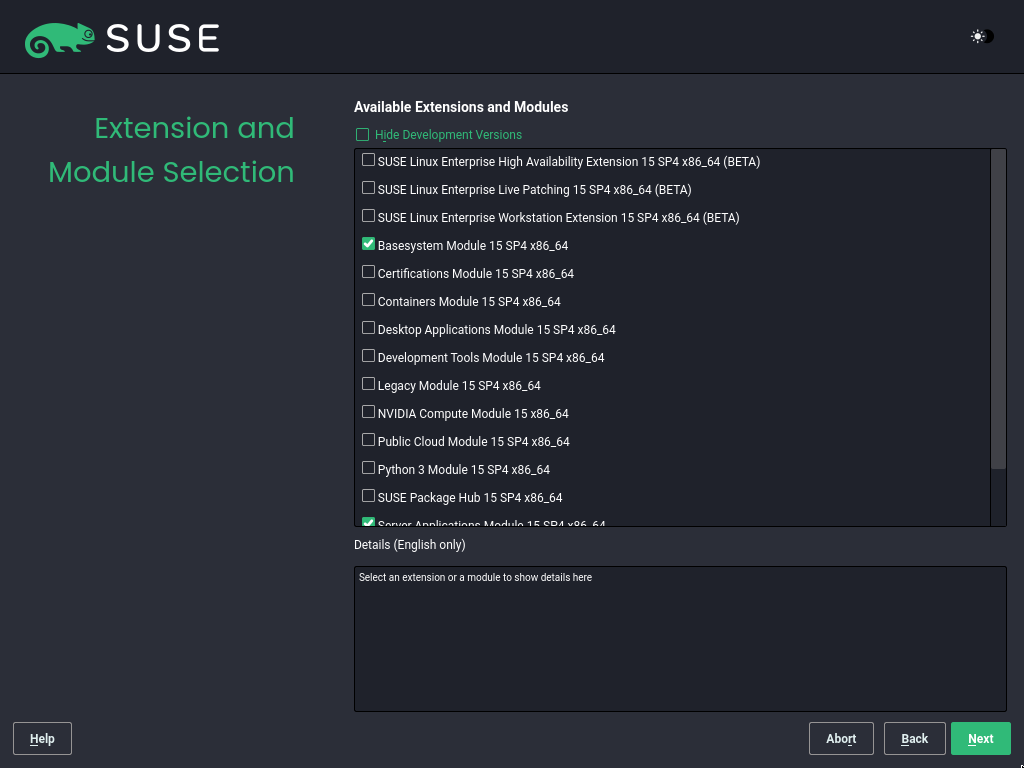 SUSE
Extension and
Module Selection
Available Extensions and Modules
Hide Development Versions
SUSE Linux Enterprise High Availability Extension 15 SP4 x86_64 (BETA)
SUSE Linux Enterprise Live Patching 15 SP4 x86_64 (BETA)
SUSE Linux Enterprise Workstation Extension 15 SP4 x86_64 (BETA)
Basesystem Module 15 SP4 x86_64
Certifications Module 15 SP4 x86_64
Containers Module 15 SP4 x86_64
Desktop Applications Module 15 SP4 x86_64
Development Tools Module 15 SP4 x86_64
Legacy Module 15 SP4 x86_64
NVIDIA Compute Module 15 x86_64
Public Cloud Module 15 SP4 x86_64
Python 3 Module 15 SP4 x86_64
SUSE Package Hub 15 SP4 x86_64
Server Applications Module 15 SP4 x86_64
Details (English only)
Select an extension or a module to show details here
Help
Abort
Back
Next